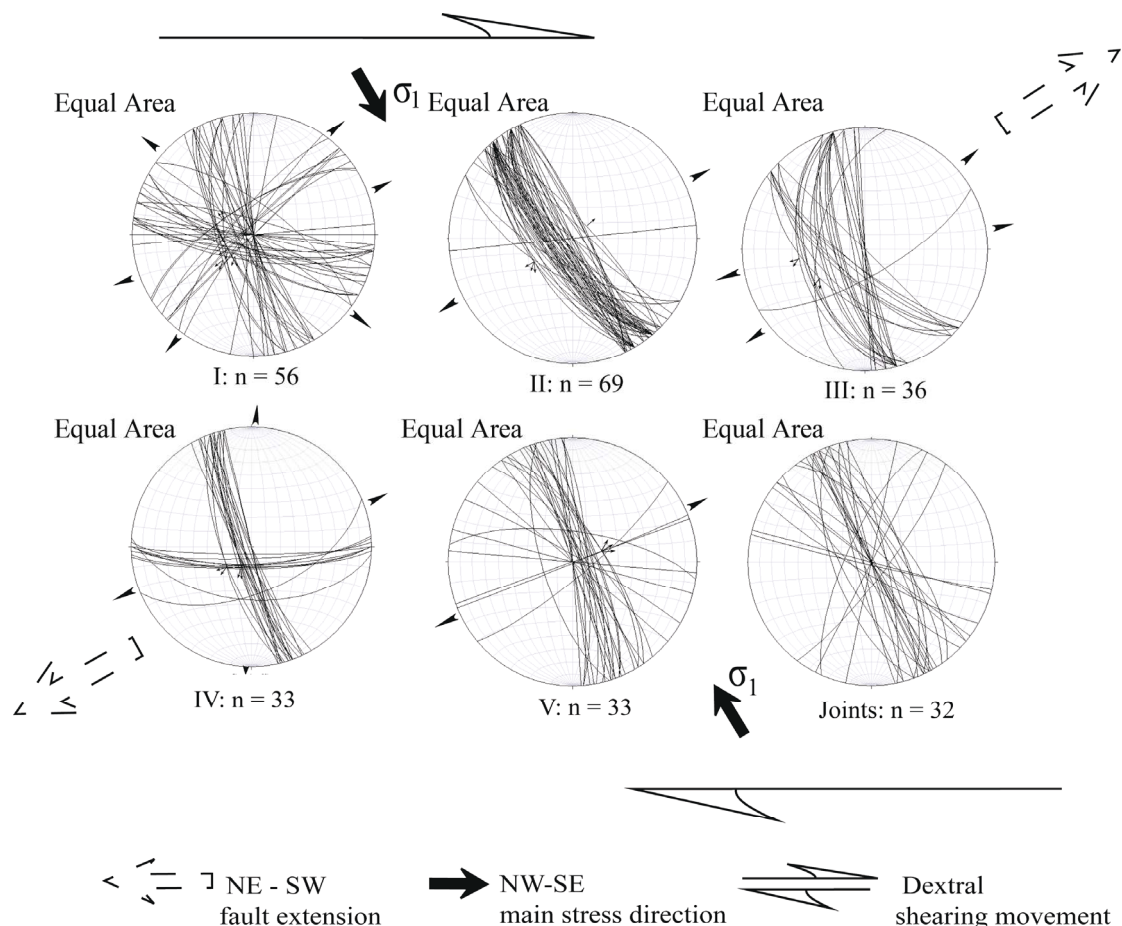 σ1
Equal Area
Equal Area
Equal Area
I: n = 56
II: n = 69
III: n = 36
Equal Area
Equal Area
Equal Area
IV: n = 33
V: n = 33
σ1
Joints: n = 32
NE - SW
fault extension
NW-SE
main stress direction
Dextral
shearing movement